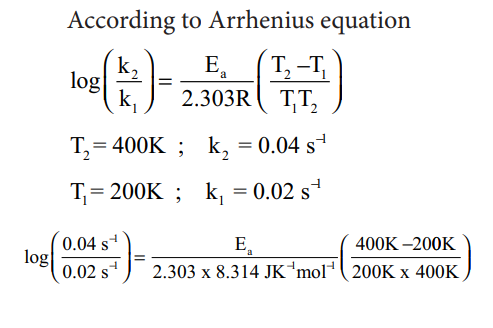 According to Arrhenius equation
log(k₂/k₁) = Eₐ/2.303R (T₂ –T₁/T₁T₂)
T₂ = 400K ; k₂ = 0.04 s⁻¹
T₁ = 200K ; k₁ = 0.02 s⁻¹
log(0.04 s⁻¹/0.02 s⁻¹) = Eₐ/2.303 x 8.314 JK⁻¹mol⁻¹ (400K –200K/200K x 400K)